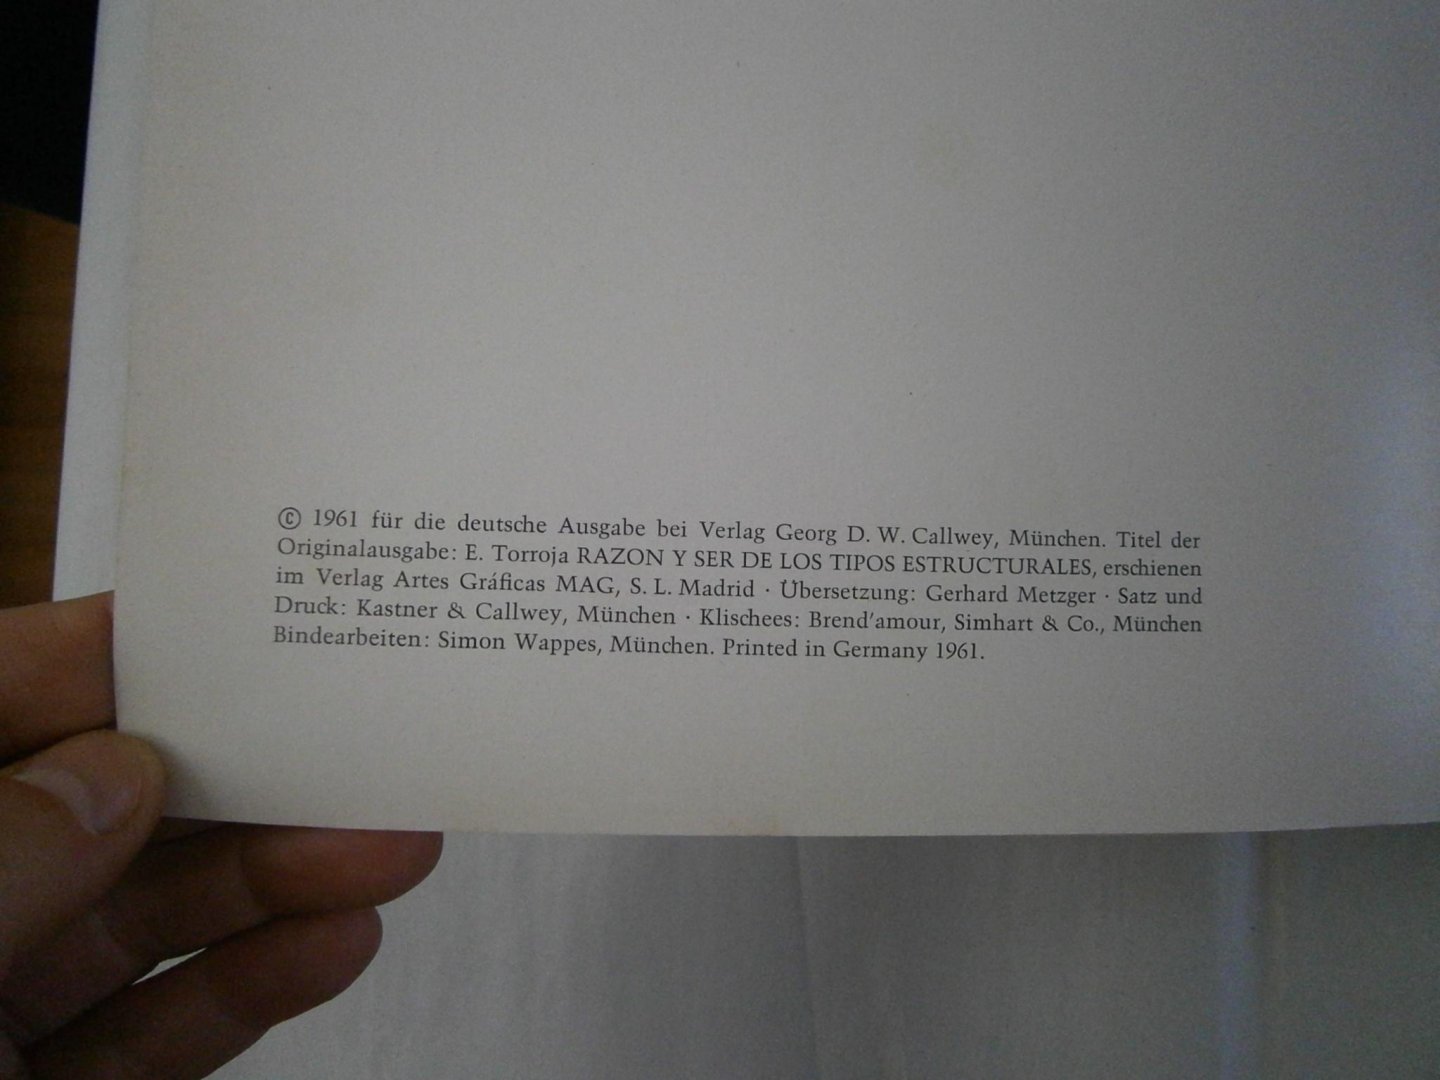 © 1961 für die deutsche Ausgabe bei Verlag Georg D. W. Callwey, München. Titel der
Originalausgabe: E. Torroja RAZON Y SER DE LOS TIPOS ESTRUCTURALES, erschienen
im Verlag Artes Gráficas MAG, S. L. Madrid · Übersetzung: Gerhard Metzger · Satz und
Druck: Kastner & Callwey, München · Klischees: Brend'amour, Simhart & Co., München
Bindearbeiten: Simon Wappes, München. Printed in Germany 1961.